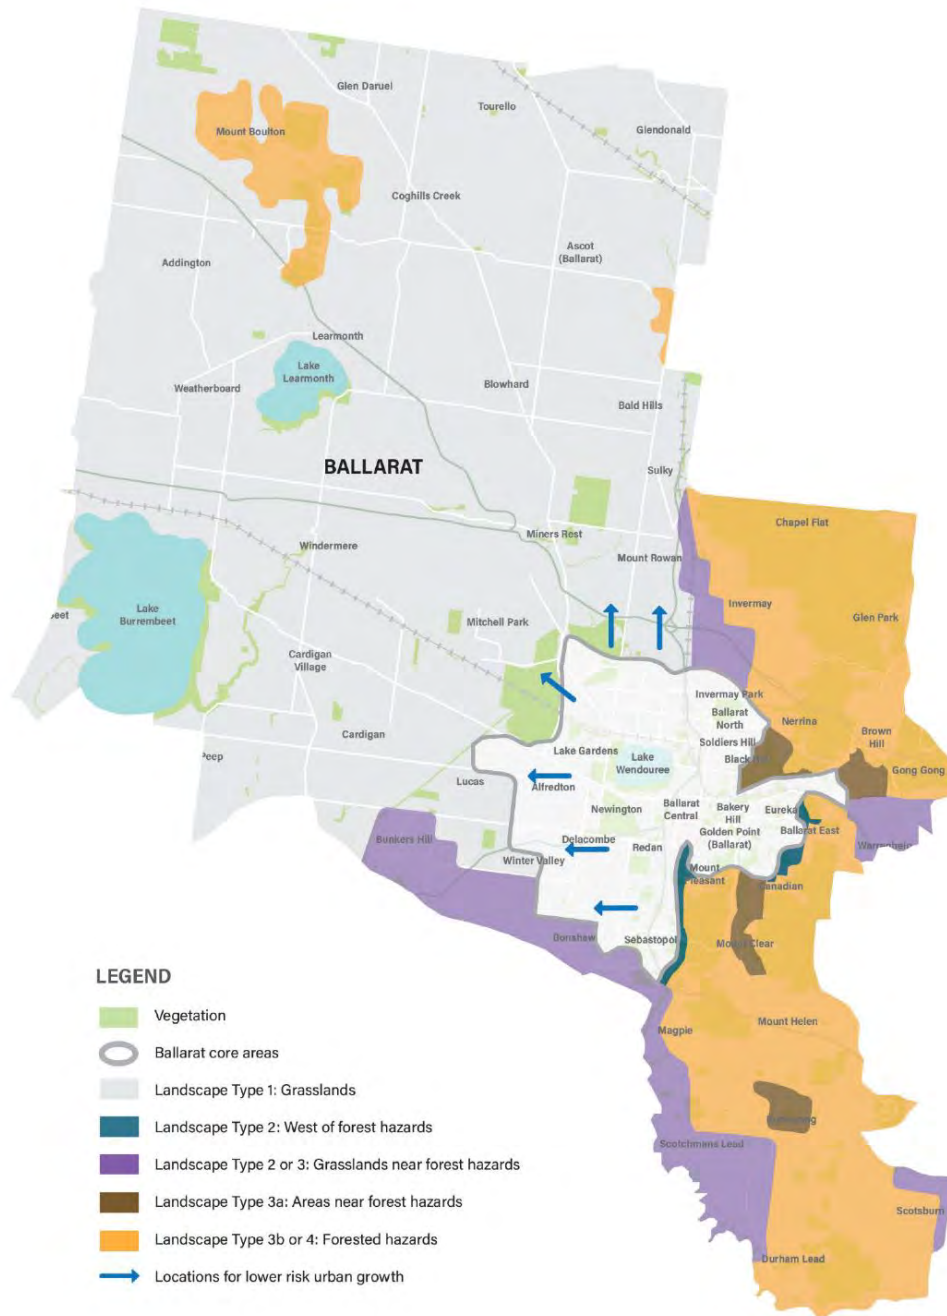 Glen Daruel
Tourello
Glendonald
Mount Boulton
Coghills Creek
Ascot
(Ballarat)
Addington
Learmonth
Lake
Learmonth
Weatherboard
Blowhard
Bald Hills
BALLARAT
Sulky
Chapel Flat
Miners Rest
Windermere
Mount Rowan
Invermay
Lake
Burrembeet
Glen Park
Mitchell Park
Cardigan
Village
Invermay Park
Ballarat
North
Nerrina
Brown
Hill
Cardigan
Soldiers Hill
Lake Gardens
Lake
Wendouree
Gong Gong
Lucas
Alfredton
Newington
Ballarat
Central
Bakery
Hill
Eureka
Golden Point
(Ballarat)
Ballarat East
Bunkers Hill
Delacombe
Redan
Winter Valley
Mount
Pleasant
Canadian
Bonshaw
Sebastopol
Mount Clear
Magpie
Mount Helen
Scotchmans Lead
Scotsburn
Durham Lead
LEGEND
Vegetation
Ballarat core areas
Landscape Type 1: Grasslands
Landscape Type 2: West of forest hazards
Landscape Type 2 or 3: Grasslands near forest hazards
Landscape Type 3a: Areas near forest hazards
Landscape Type 3b or 4: Forested hazards
Locations for lower risk urban growth